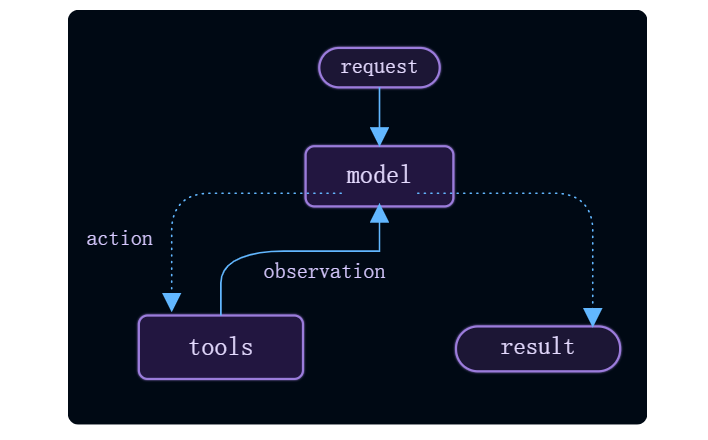 request
model
action
observation
tools
result